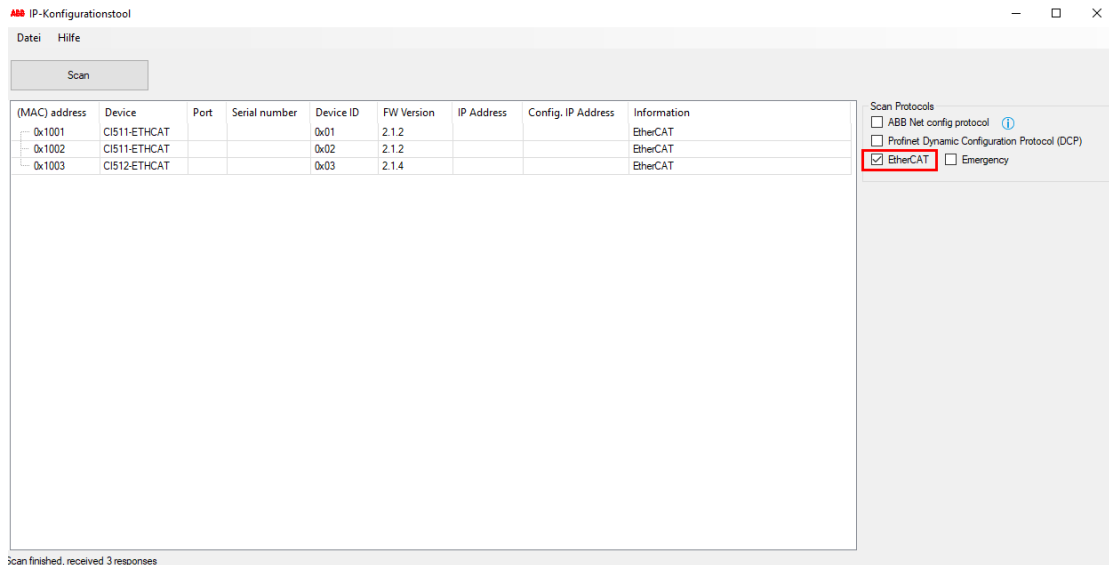 ABB IP-Konfigurationstool
Datei Hilfe
Scan
(MAC) address Device Port Serial number Device ID FW Version IP Address Config. IP Address Information
0x1001 CI511-ETHCAT 0x01 2.1.2 EtherCAT
0x1002 CI511-ETHCAT 0x02 2.1.2 EtherCAT
0x1003 CI512-ETHCAT 0x03 2.1.4 EtherCAT
Scan Protocols
ABB Net config protocol
Profinet Dynamic Configuration Protocol (DCP)
EtherCAT Emergency
Scan finished, received 3 responses